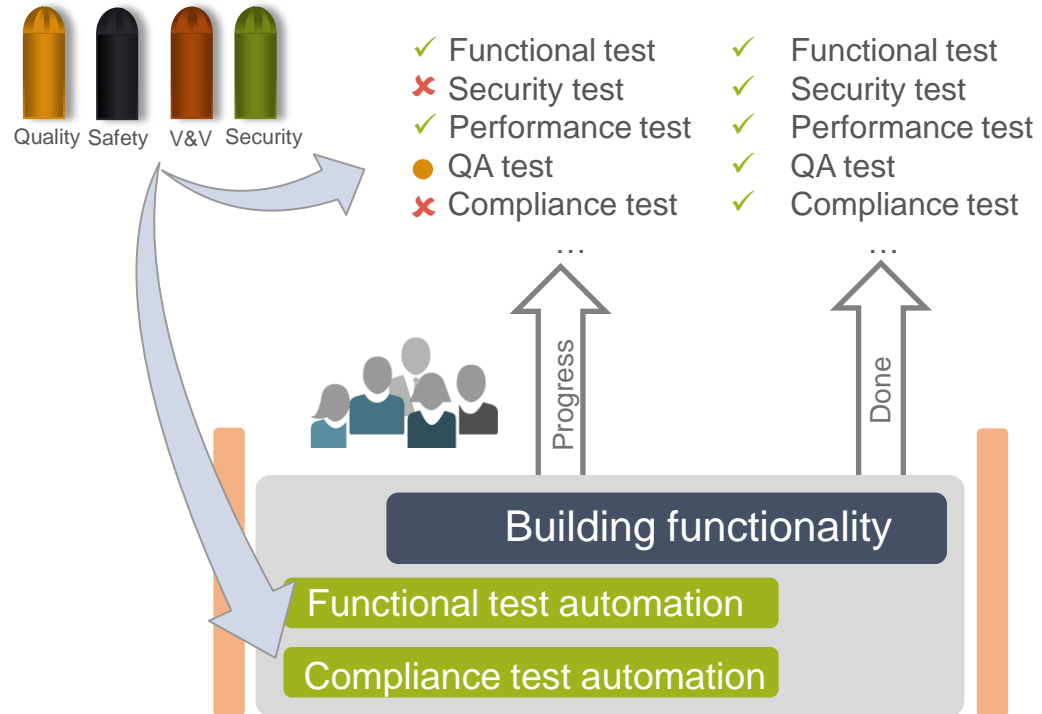 Quality Safety V&V Security
Functional test
Security test
Performance test
QA test
Compliance test
...
Functional test
Security test
Performance test
QA test
Compliance test
...
Progress
Done
Building functionality
Functional test automation
Compliance test automation